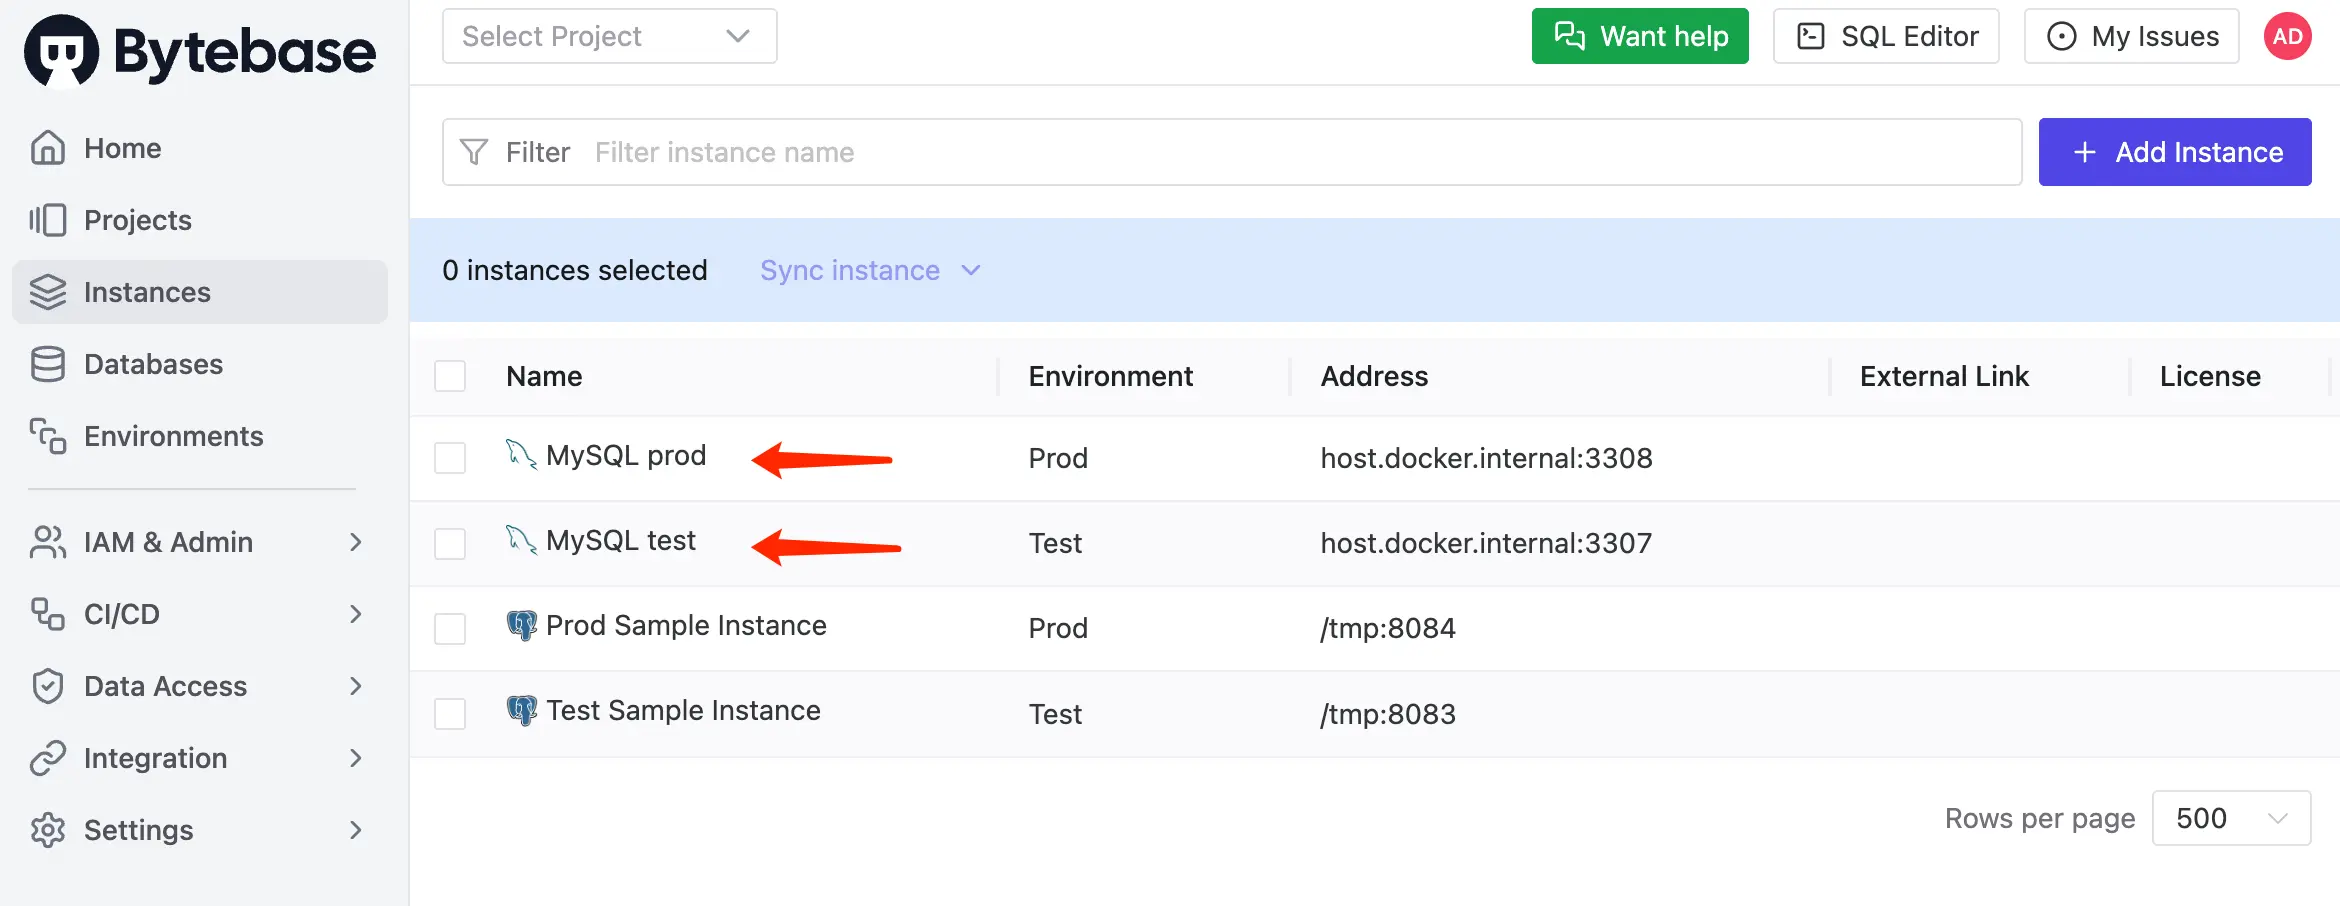 Bytebase
Select Project
Want help
SQL Editor
My Issues
AD
Home
Projects
Instances
Databases
Environments
IAM & Admin
CI/CD
Data Access
Integration
Settings
Filter Filter instance name
+ Add Instance
0 instances selected Sync instance
Name Environment Address External Link License
MySQL prod Prod host.docker.internal:3308
MySQL test Test host.docker.internal:3307
Prod Sample Instance Prod /tmp:8084
Test Sample Instance Test /tmp:8083
Rows per page 500